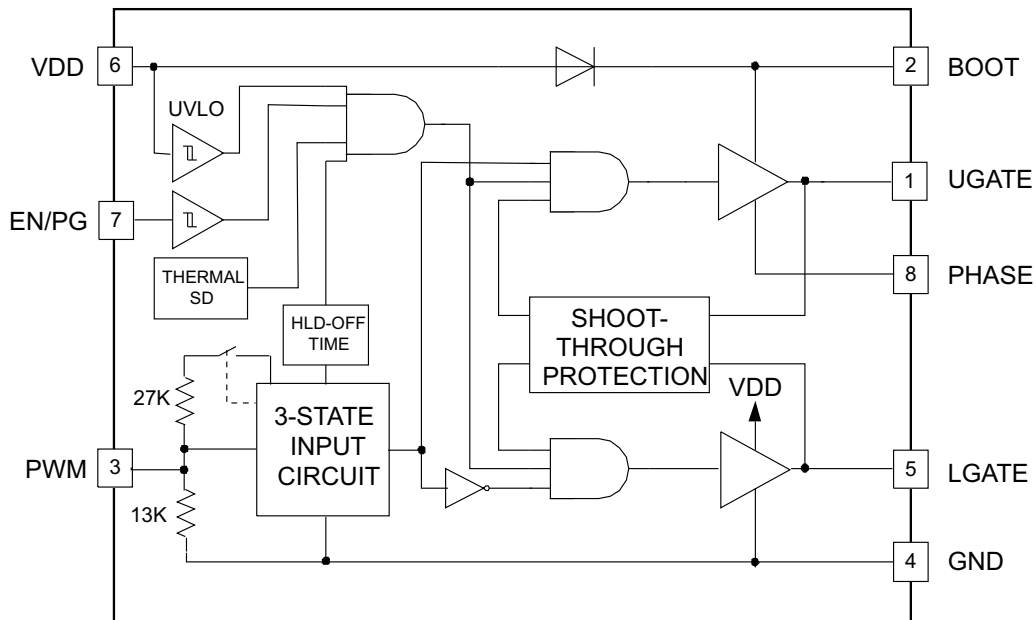 VDD
6
2
BOOT
UVLO
1
UGATE
EN/PG
7
8
PHASE
THERMAL
SD
HLD-OFF
TIME
SHOOT-
THROUGH
PROTECTION
27K
VDD
3-STATE
INPUT
CIRCUIT
PWM
3
5
LGATE
13K
4
GND